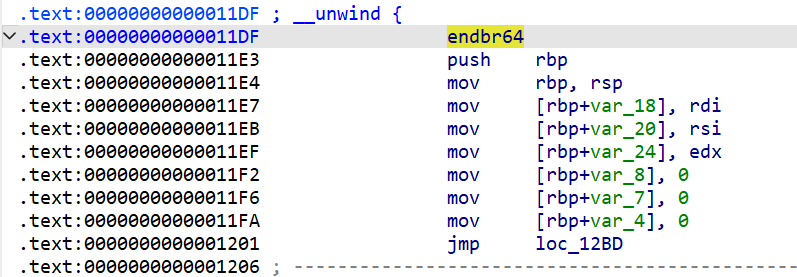 .text:00000000000011DF ; __unwind {
.text:00000000000011DF endbr64
.text:00000000000011E3 push rbp
.text:00000000000011E4 mov rbp, rsp
.text:00000000000011E7 mov [rbp+var_18], rdi
.text:00000000000011EB mov [rbp+var_20], rsi
.text:00000000000011EF mov [rbp+var_24], edx
.text:00000000000011F2 mov [rbp+var_8], 0
.text:00000000000011F6 mov [rbp+var_7], 0
.text:00000000000011FA mov [rbp+var_4], 0
.text:0000000000001201 jmp loc_12BD
.text:0000000000001206 ; ---------------------------------------------